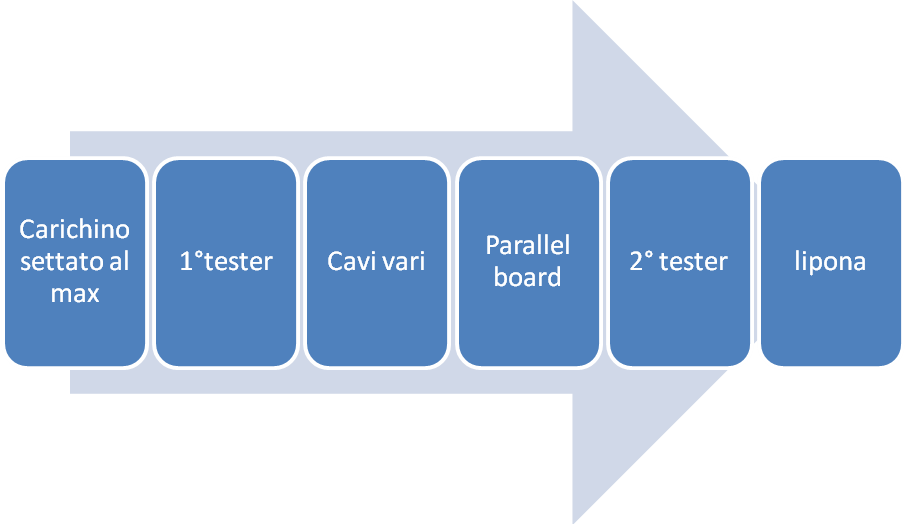 Carichino
settato al
max
1°tester
Cavi vari
Parallel
board
2° tester
lipona